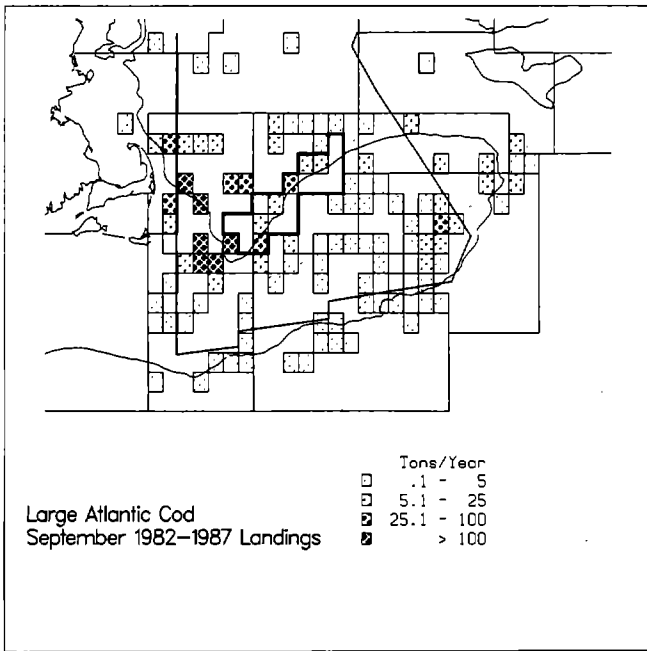 Tons/Year
.1 - 5
5.1 - 25
25.1 - 100
> 100
Large Atlantic Cod
September 1982-1987 Landings